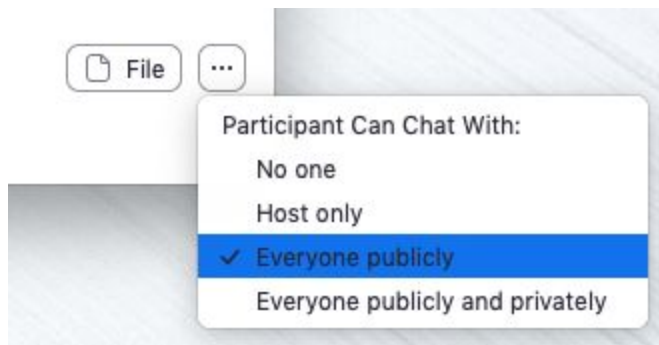 File ...
Participant Can Chat With:
No one
Host only
✓ Everyone publicly
Everyone publicly and privately